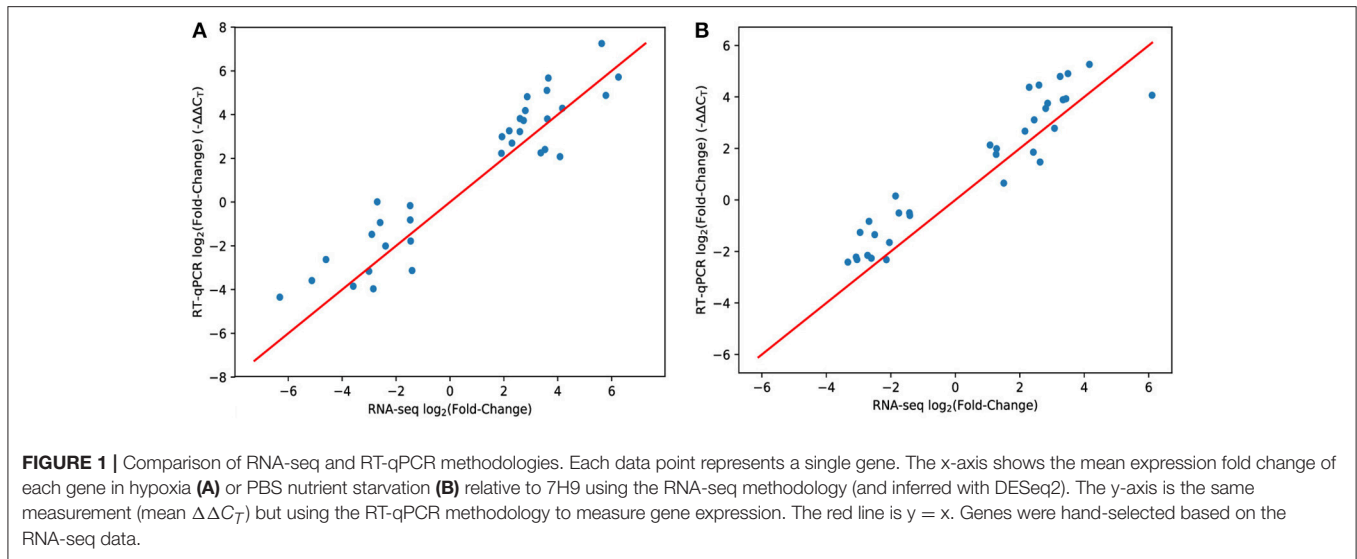 A
8
6
4
2
0
−2
−4
−6
−8
RT-qPCR log₂(Fold-Change) (-ΔΔC_T)
−6 −4 −2 0 2 4 6
RNA-seq log₂(Fold-Change)
B
6
4
2
0
−2
−4
−6
RT-qPCR log₂(Fold-Change) (-ΔΔC_T)
−6 −4 −2 0 2 4 6
RNA-seq log₂(Fold-Change)
FIGURE 1 | Comparison of RNA-seq and RT-qPCR methodologies. Each data point represents a single gene. The x-axis shows the mean expression fold change of
each gene in hypoxia (A) or PBS nutrient starvation (B) relative to 7H9 using the RNA-seq methodology (and inferred with DESeq2). The y-axis is the same
measurement (mean ΔΔC_T) but using the RT-qPCR methodology to measure gene expression. The red line is y = x. Genes were hand-selected based on the
RNA-seq data.